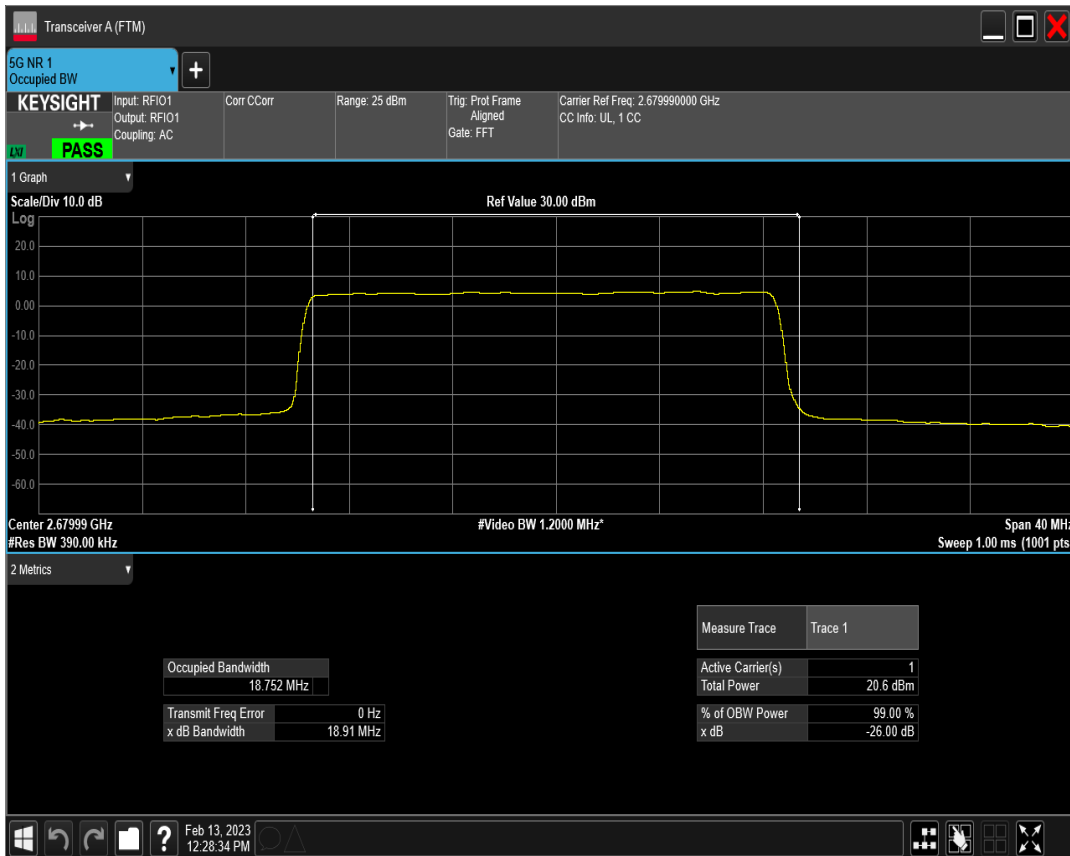 Transceiver A (FTM)
5G NR 1
Occupied BW
KEYSIGHT
LXI
PASS
Input: RFIO1
Output: RFIO1
Coupling: AC
Corr CCorr
Range: 25 dBm
Trig: Prot Frame
Aligned
Gate: FFT
Carrier Ref Freq: 2.679990000 GHz
CC Info: UL, 1 CC
1 Graph
Scale/Div 10.0 dB
Ref Value 30.00 dBm
Log
20.0
10.0
0.00
-10.0
-20.0
-30.0
-40.0
-50.0
-60.0
Center 2.67999 GHz
#Video BW 1.2000 MHz*
Span 40 MHz
#Res BW 390.00 kHz
Sweep 1.00 ms (1001 pts
2 Metrics
Measure Trace Trace 1
Occupied Bandwidth
18.752 MHz
Active Carrier(s) 1
Total Power 20.6 dBm
Transmit Freq Error 0 Hz
x dB Bandwidth 18.91 MHz
% of OBW Power 99.00 %
x dB -26.00 dB
Feb 13, 2023
12:28:34 PM